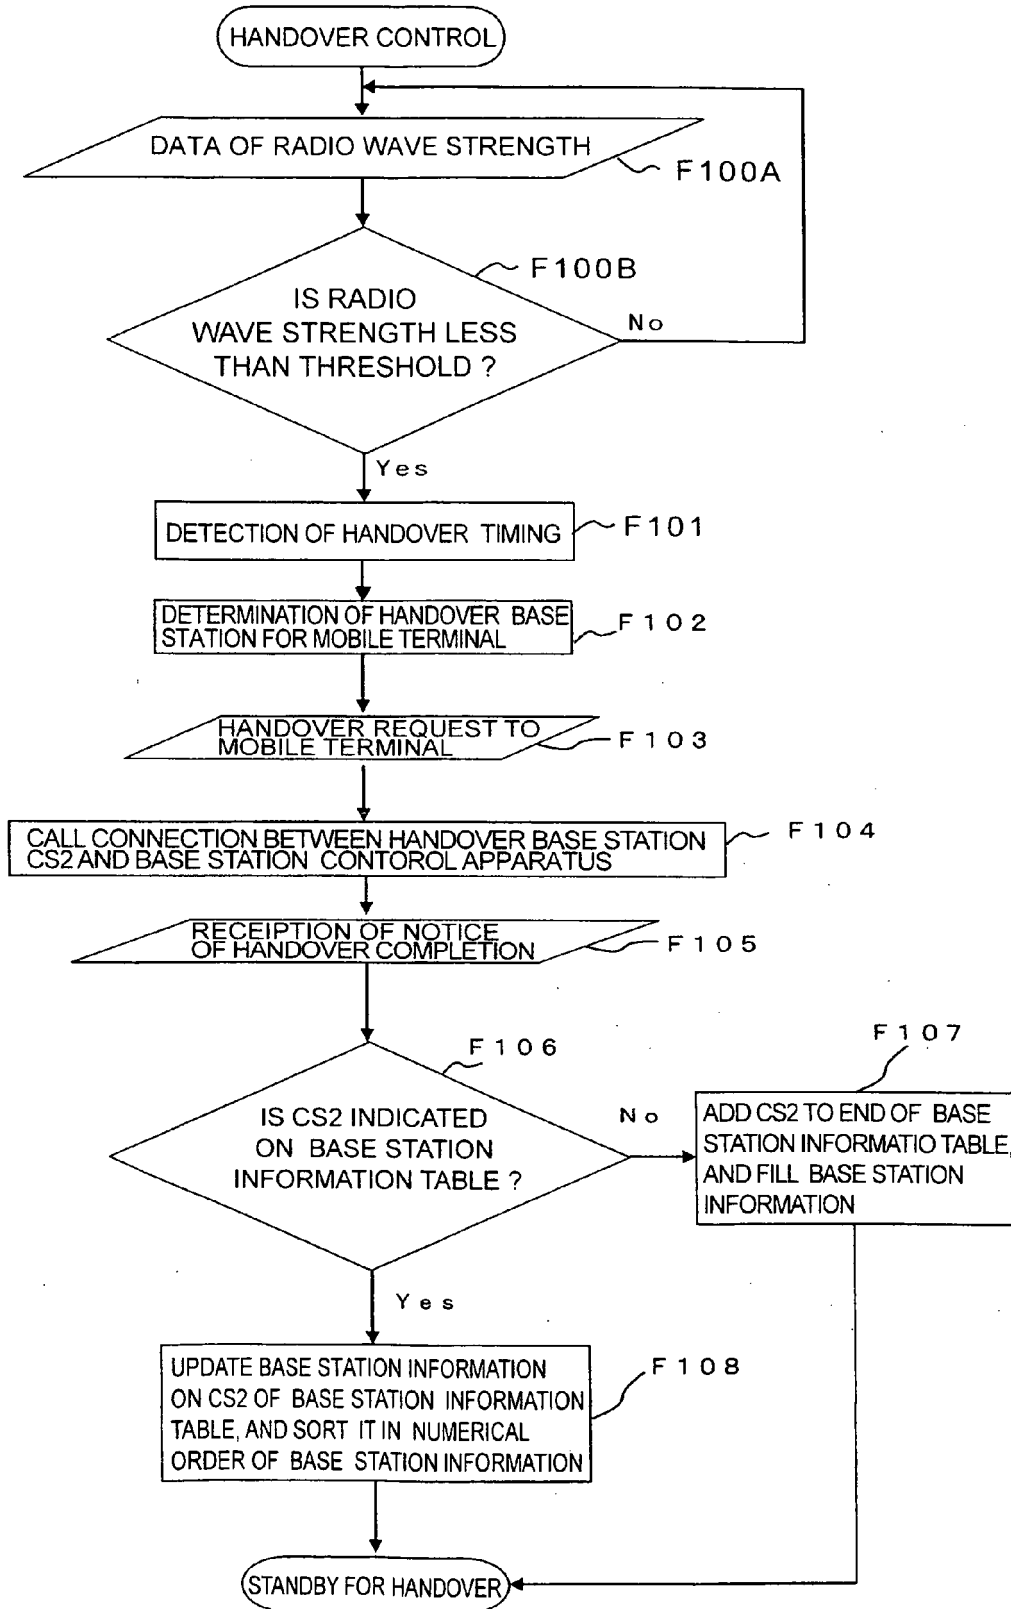 HANDOVER CONTROL
DATA OF RADIO WAVE STRENGTH
F100A
F100B
IS RADIO
WAVE STRENGTH LESS
THAN THRESHOLD ?
No
Yes
DETECTION OF HANDOVER TIMING
F101
DETERMINATION OF HANDOVER BASE
STATION FOR MOBILE TERMINAL
F102
HANDOVER REQUEST TO
MOBILE TERMINAL
F103
CALL CONNECTION BETWEEN HANDOVER BASE STATION
CS2 AND BASE STATION CONTOROL APPARATUS
F104
RECEIPTION OF NOTICE
OF HANDOVER COMPLETION
F105
F106
IS CS2 INDICATED
ON BASE STATION
INFORMATION TABLE ?
No
F107
ADD CS2 TO END OF BASE
STATION INFORMATIO TABLE,
AND FILL BASE STATION
INFORMATION
Yes
UPDATE BASE STATION INFORMATION
ON CS2 OF BASE STATION INFORMATION
TABLE, AND SORT IT IN NUMERICAL
ORDER OF BASE STATION INFORMATION
F108
STANDBY FOR HANDOVER